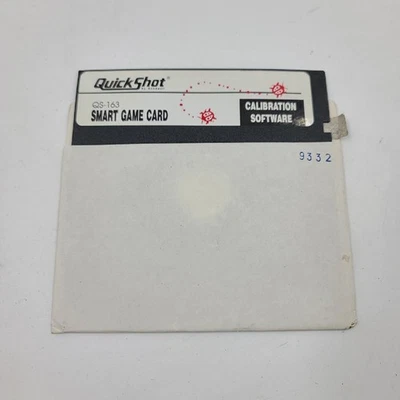 QuickShot®
QS-163
SMART GAME CARD
CALIBRATION
SOFTWARE
9332